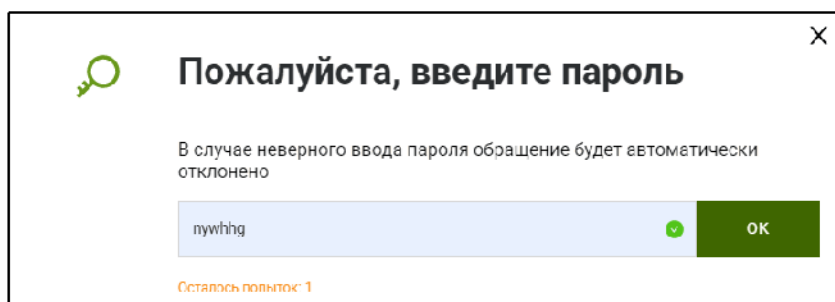 Пожалуйста, введите пароль
В случае неверного ввода пароля обращение будет автоматически
отклонено
nywhhg
OK
Осталось попыток: 1